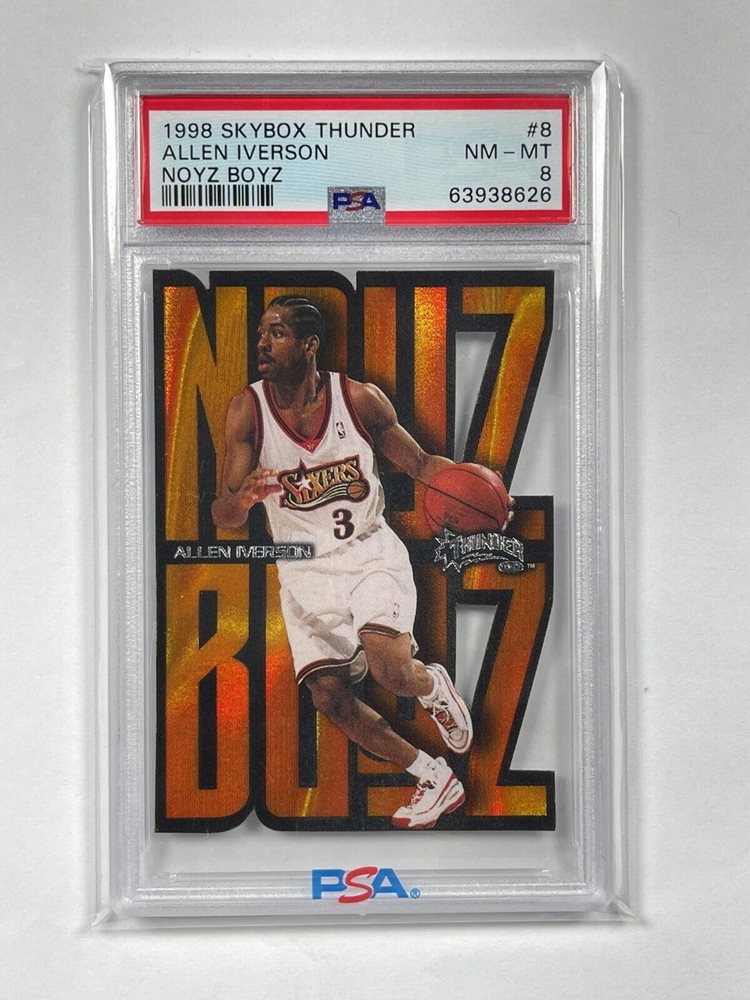 1998 SKYBOX THUNDER #8
ALLEN IVERSON NM – MT
NOYZ BOYZ 8
PSA 63938626
NOYZ
SIXERS
3
ALLEN IVERSON THUNDER ™
BOYZ
PSA®